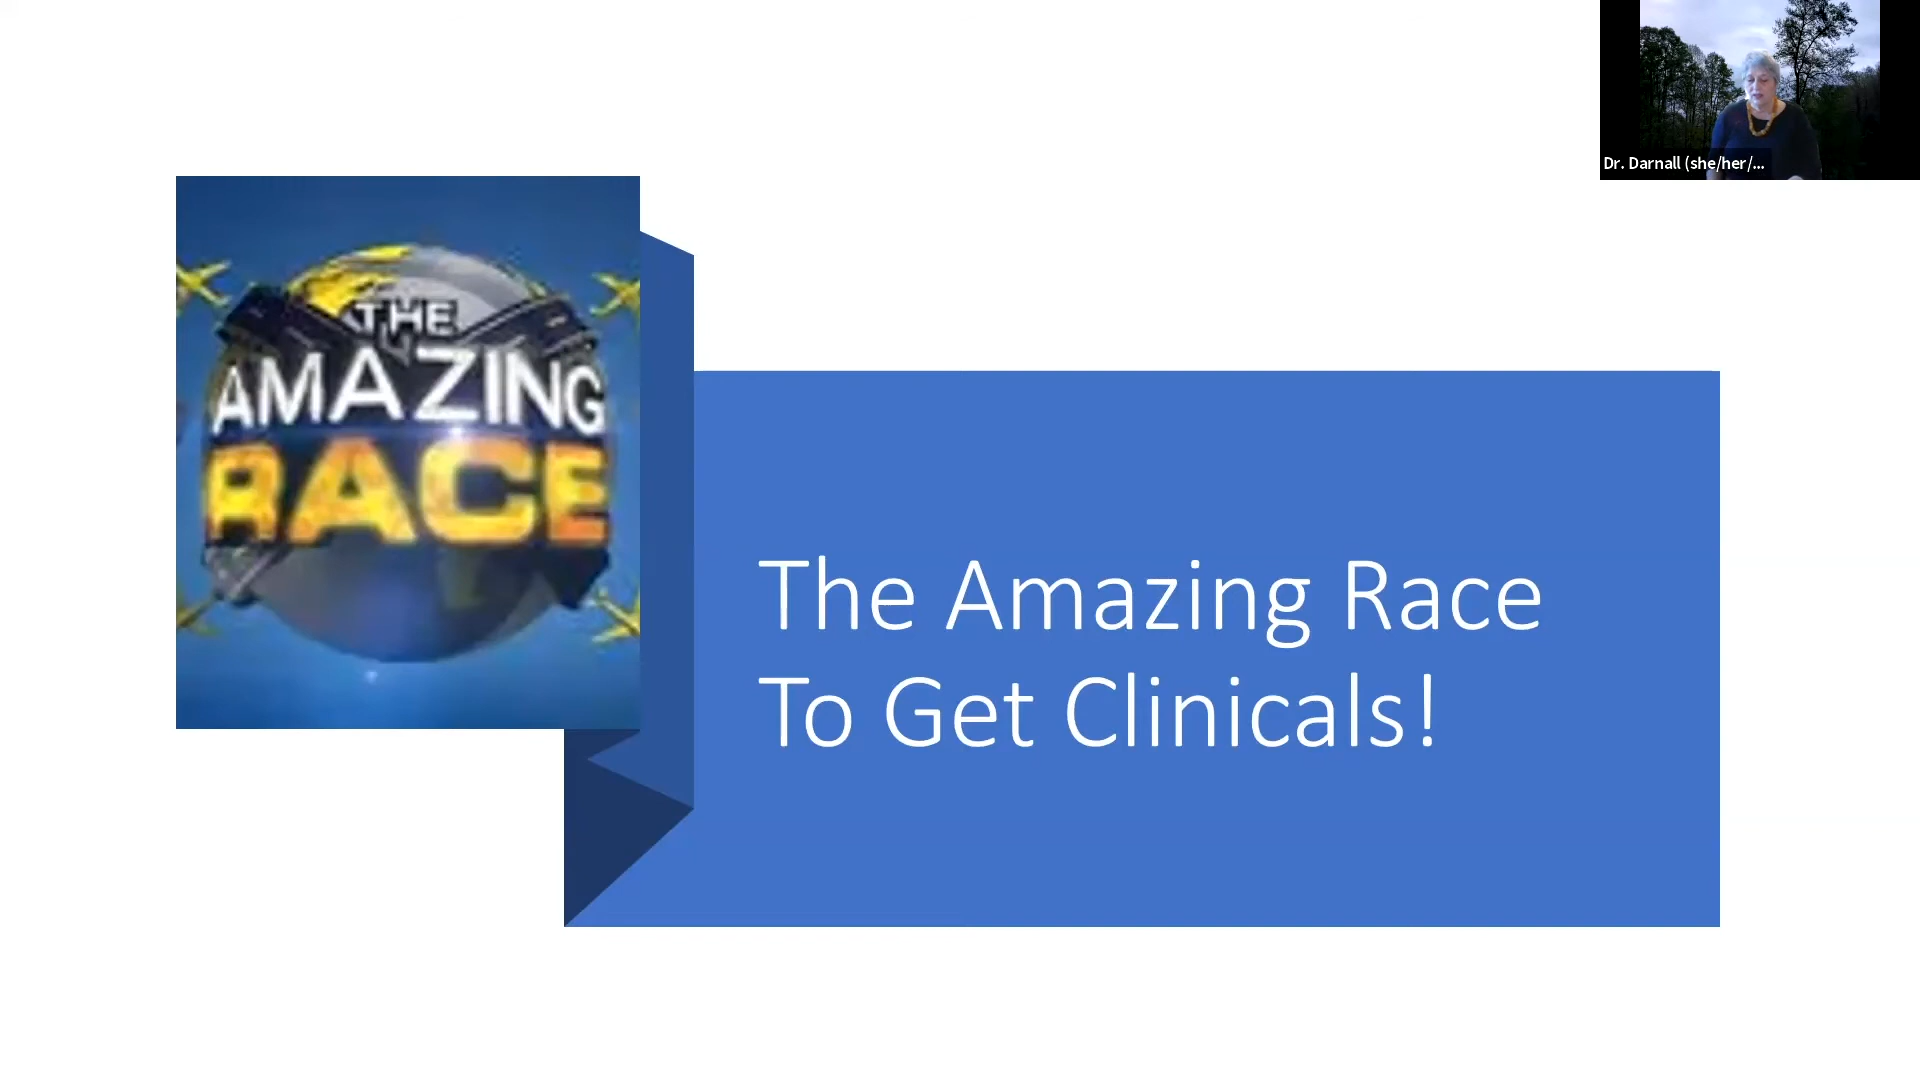 Dr. Darnall (she/her/...
THE
AMAZING
RACE
The Amazing Race
To Get Clinicals!